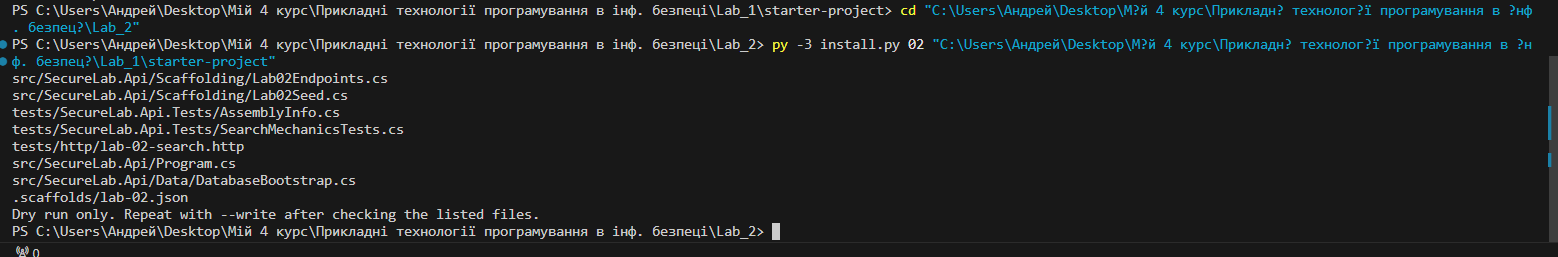 PS C:\Users\Андрей\Desktop\Мій 4 курс\Прикладні технології програмування в інф. безпеці\Lab_1\starter-project> cd "C:\Users\Андрей\Desktop\М?й 4 курс\Прикладн? технолог?ї програмування в ?нф
. безпец?\Lab_2"
PS C:\Users\Андрей\Desktop\Мій 4 курс\Прикладні технології програмування в інф. безпеці\Lab_2> py -3 install.py 02 "C:\Users\Андрей\Desktop\М?й 4 курс\Прикладн? технолог?ї програмування в ?н
ф. безпец?\Lab_1\starter-project"
src/SecureLab.Api/Scaffolding/Lab02Endpoints.cs
src/SecureLab.Api/Scaffolding/Lab02Seed.cs
tests/SecureLab.Api.Tests/AssemblyInfo.cs
tests/SecureLab.Api.Tests/SearchMechanicsTests.cs
tests/http/lab-02-search.http
src/SecureLab.Api/Program.cs
src/SecureLab.Api/Data/DatabaseBootstrap.cs
.scaffolds/lab-02.json
Dry run only. Repeat with --write after checking the listed files.
PS C:\Users\Андрей\Desktop\Мій 4 курс\Прикладні технології програмування в інф. безпеці\Lab_2>
0